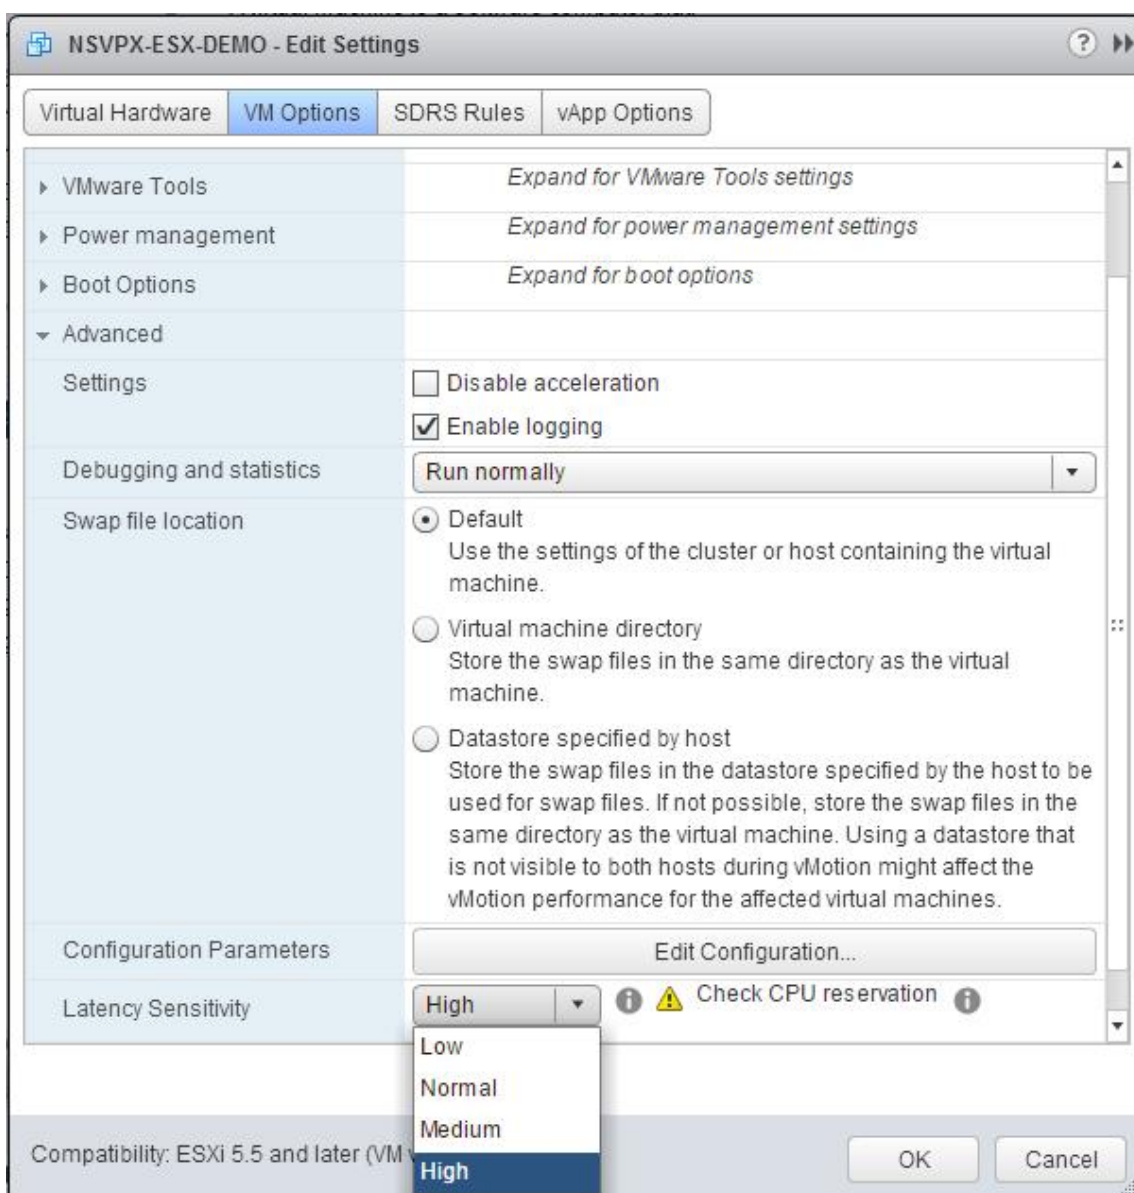 NSVPX-ESX-DEMO - Edit Settings
?
Virtual Hardware
VM Options
SDRS Rules
vApp Options
VMware Tools
Expand for VMware Tools settings
Power management
Expand for power management settings
Boot Options
Expand for boot options
Advanced
Settings
Disable acceleration
Enable logging
Debugging and statistics
Run normally
Swap file location
Default
Use the settings of the cluster or host containing the virtual
machine.
Virtual machine directory
Store the swap files in the same directory as the virtual
machine.
Datastore specified by host
Store the swap files in the datastore specified by the host to be
used for swap files. If not possible, store the swap files in the
same directory as the virtual machine. Using a datastore that
is not visible to both hosts during vMotion might affect the
vMotion performance for the affected virtual machines.
Configuration Parameters
Edit Configuration...
Latency Sensitivity
High
Check CPU reservation
Low
Normal
Medium
High
Compatibility: ESXi 5.5 and later (VM
OK
Cancel